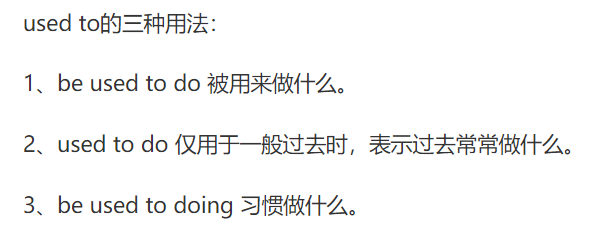 used to的三种用法：
1、be used to do 被用来做什么。
2、used to do 仅用于一般过去时，表示过去常常做什么。
3、be used to doing 习惯做什么。